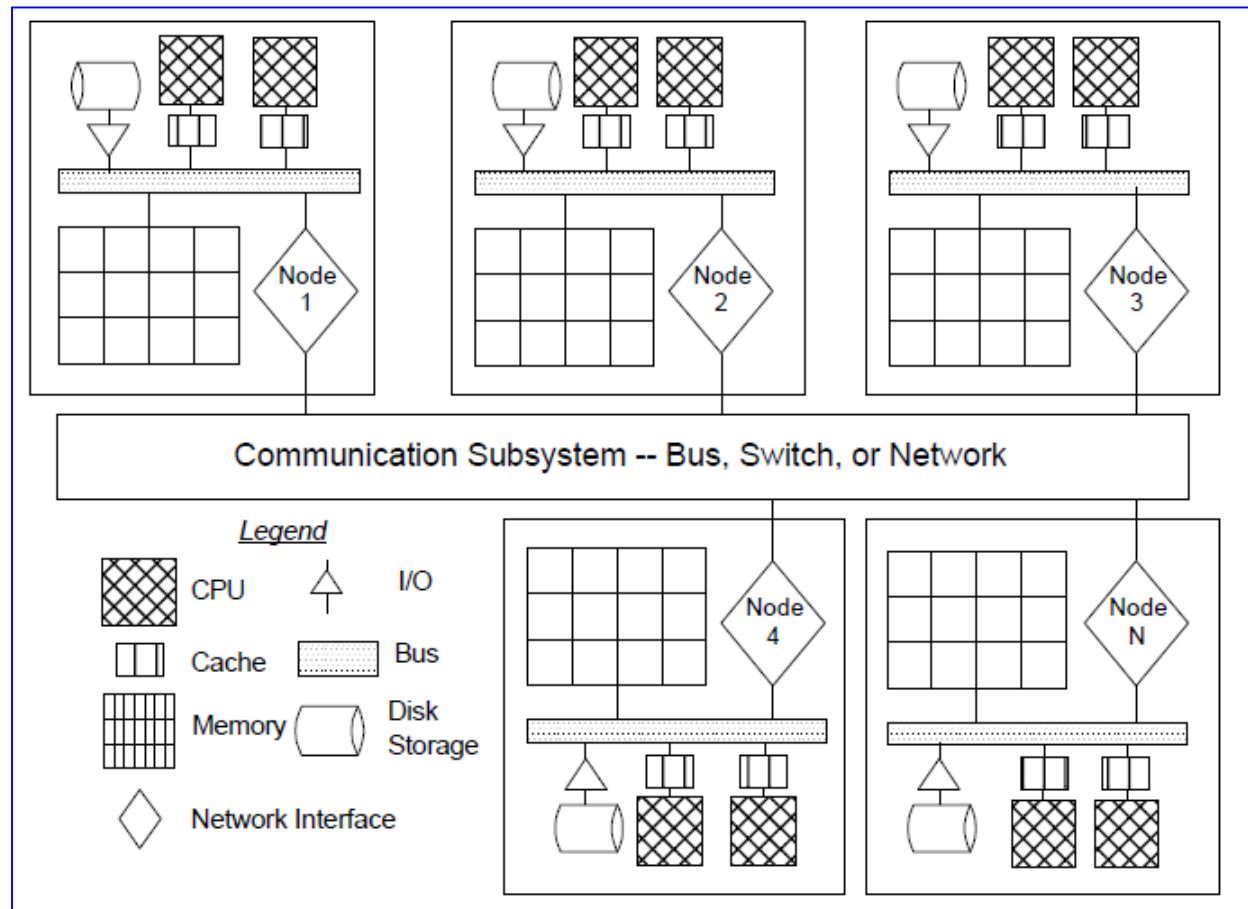 Node
1
Node
2
Node
3
Communication Subsystem -- Bus, Switch, or Network
Legend
CPU
I/O
Cache
Bus
Memory
Disk
Storage
Network Interface
Node
4
Node
N